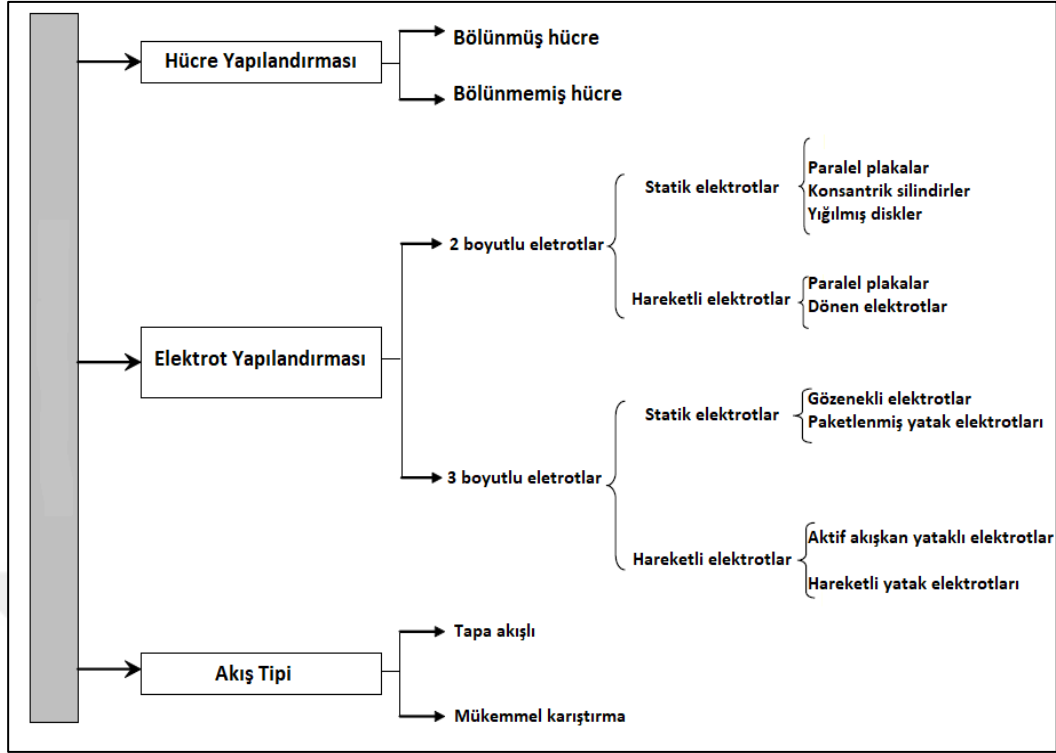 Hücre Yapılandırması
Bölünmüş hücre
Bölünmemiş hücre
Elektrot Yapılandırması
2 boyutlu eletrotlar
Statik elektrotlar
Paralel plakalar
Konsantrik silindirler
Yığılmış diskler
Hareketli elektrotlar
Paralel plakalar
Dönen elektrotlar
3 boyutlu eletrotlar
Statik elektrotlar
Gözenekli elektrotlar
Paketlenmiş yatak elektrotları
Hareketli elektrotlar
Aktif akışkan yataklı elektrotlar
Hareketli yatak elektrotları
Akış Tipi
Tapa akışlı
Mükemmel karıştırma